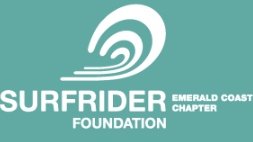 SURFRIDER
FOUNDATION
EMERALD COAST
CHAPTER